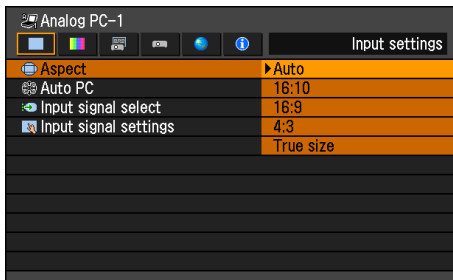 Analog PC-1
Input settings
Aspect
Auto
Auto PC
16:10
Input signal select
16:9
Input signal settings
4:3
True size